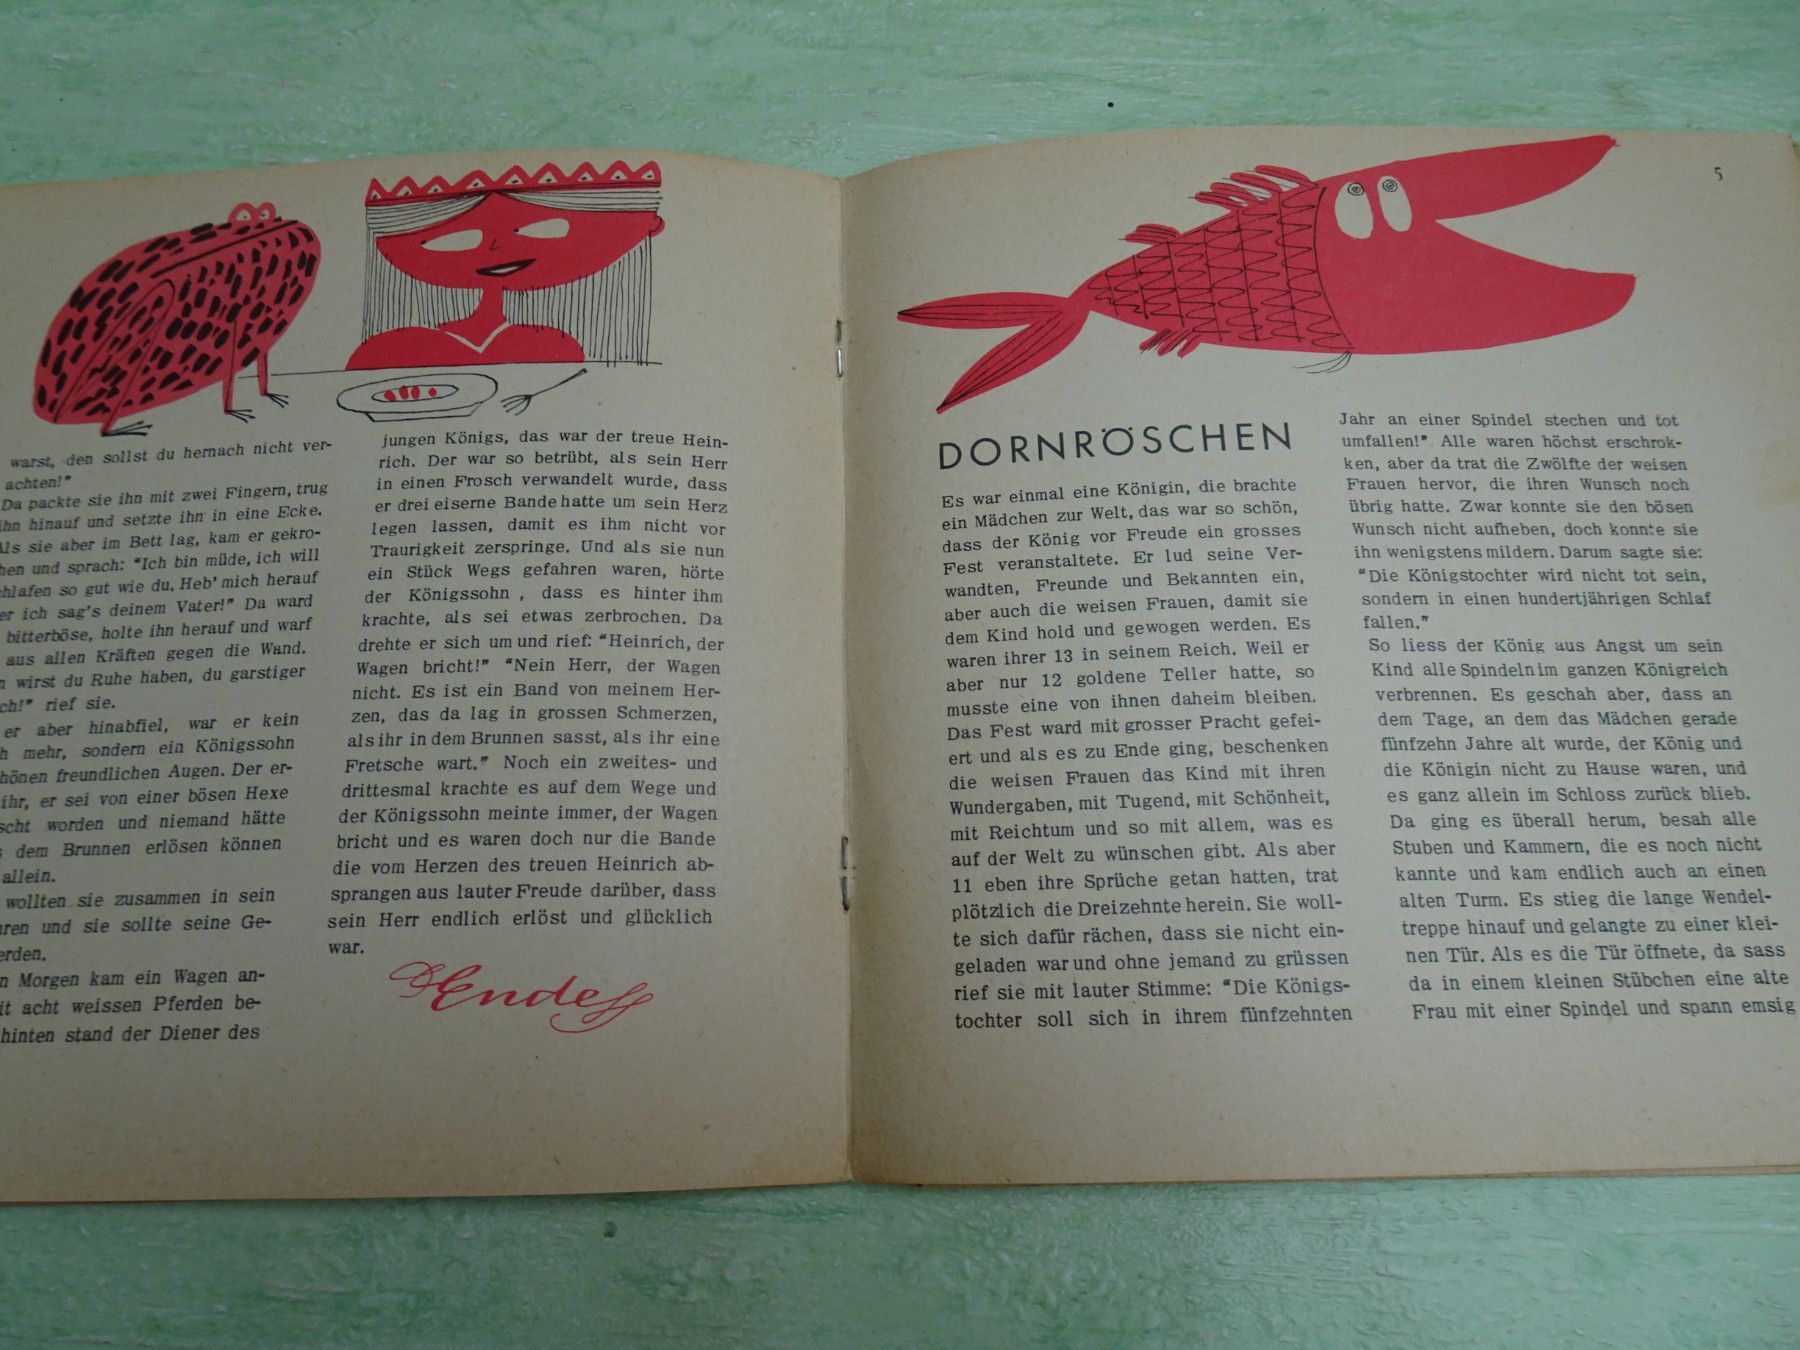 warst, den sollst du hernach nicht ver-
achten!"
Da packte sie ihn mit zwei Fingern, trug
ihn hinauf und setzte ihn in eine Ecke.
Als sie aber im Bett lag, kam er gekro-
und sprach: "Ich bin müde, ich will
so gut wie du. Heb' mich herauf
ich sag's deinem Vater!" Da ward
bitterböse, holte ihn herauf und warf
aus allen Kräften gegen die Wand.
wirst du Ruhe haben, du garstiger
rief sie.
er aber hinabfiel, war er kein
mehr, sondern ein Königssohn
freundlichen Augen. Der er-
ihr, er sei von einer bösen Hexe
worden und niemand hätte
dem Brunnen erlösen können
allein.
wollten sie zusammen in sein
und sie sollte seine Ge-
Morgen kam ein Wagen an-
acht weissen Pferden be-
hinten stand der Diener des
jungen Königs, das war der treue Hein-
rich. Der war so betrübt, als sein Herr
in einen Frosch verwandelt wurde, dass
er drei eiserne Bande hatte um sein Herz
legen lassen, damit es ihm nicht vor
Traurigkeit zerspringe. Und als sie nun
ein Stück Wegs gefahren waren, hörte
der Königssohn, dass es hinter ihm
krachte, als sei etwas zerbrochen. Da
drehte er sich um und rief: "Heinrich, der
Wagen bricht!" "Nein Herr, der Wagen
nicht. Es ist ein Band von meinem Her-
zen, das da lag in grossen Schmerzen,
als ihr in dem Brunnen sasst, als ihr eine
Fretsche wart." Noch ein zweites- und
drittesmal krachte es auf dem Wege und
der Königssohn meinte immer, der Wagen
bricht und es waren doch nur die Bande
die vom Herzen des treuen Heinrich ab-
sprangen aus lauter Freude darüber, dass
sein Herr endlich erlöst und glücklich
war.
Ende
5
DORNRÖSCHEN
Es war einmal eine Königin, die brachte
ein Mädchen zur Welt, das war so schön,
dass der König vor Freude ein grosses
Fest veranstaltete. Er lud seine Ver-
wandten, Freunde und Bekannten ein,
aber auch die weisen Frauen, damit sie
dem Kind hold und gewogen werden. Es
waren ihrer 13 in seinem Reich. Weil er
aber nur 12 goldene Teller hatte, so
musste eine von ihnen daheim bleiben.
Das Fest ward mit grosser Pracht gefei-
ert und als es zu Ende ging, beschenken
die weisen Frauen das Kind mit ihren
Wundergaben, mit Tugend, mit Schönheit,
mit Reichtum und so mit allem, was es
auf der Welt zu wünschen gibt. Als aber
11 eben ihre Sprüche getan hatten, trat
plötzlich die Dreizehnte herein. Sie woll-
te sich dafür rächen, dass sie nicht ein-
geladen war und ohne jemand zu grüssen
rief sie mit lauter Stimme: "Die Königs-
tochter soll sich in ihrem fünfzehnten
Jahr an einer Spindel stechen und tot
umfallen!" Alle waren höchst erschrok-
ken, aber da trat die Zwölfte der weisen
Frauen hervor, die ihren Wunsch noch
übrig hatte. Zwar konnte sie den bösen
Wunsch nicht aufheben, doch konnte sie
ihn wenigstens mildern. Darum sagte sie:
"Die Königstochter wird nicht tot sein,
sondern in einen hundertjährigen Schlaf
fallen."
So liess der König aus Angst um sein
Kind alle Spindeln im ganzen Königreich
verbrennen. Es geschah aber, dass an
dem Tage, an dem das Mädchen gerade
fünfzehn Jahre alt wurde, der König und
die Königin nicht zu Hause waren, und
es ganz allein im Schloss zurück blieb.
Da ging es überall herum, besah alle
Stuben und Kammern, die es noch nicht
kannte und kam endlich auch an einen
alten Turm. Es stieg die lange Wendel-
treppe hinauf und gelangte zu einer klei-
nen Tür. Als es die Tür öffnete, da sass
da in einem kleinen Stübchen eine alte
Frau mit einer Spindel und spann emsig